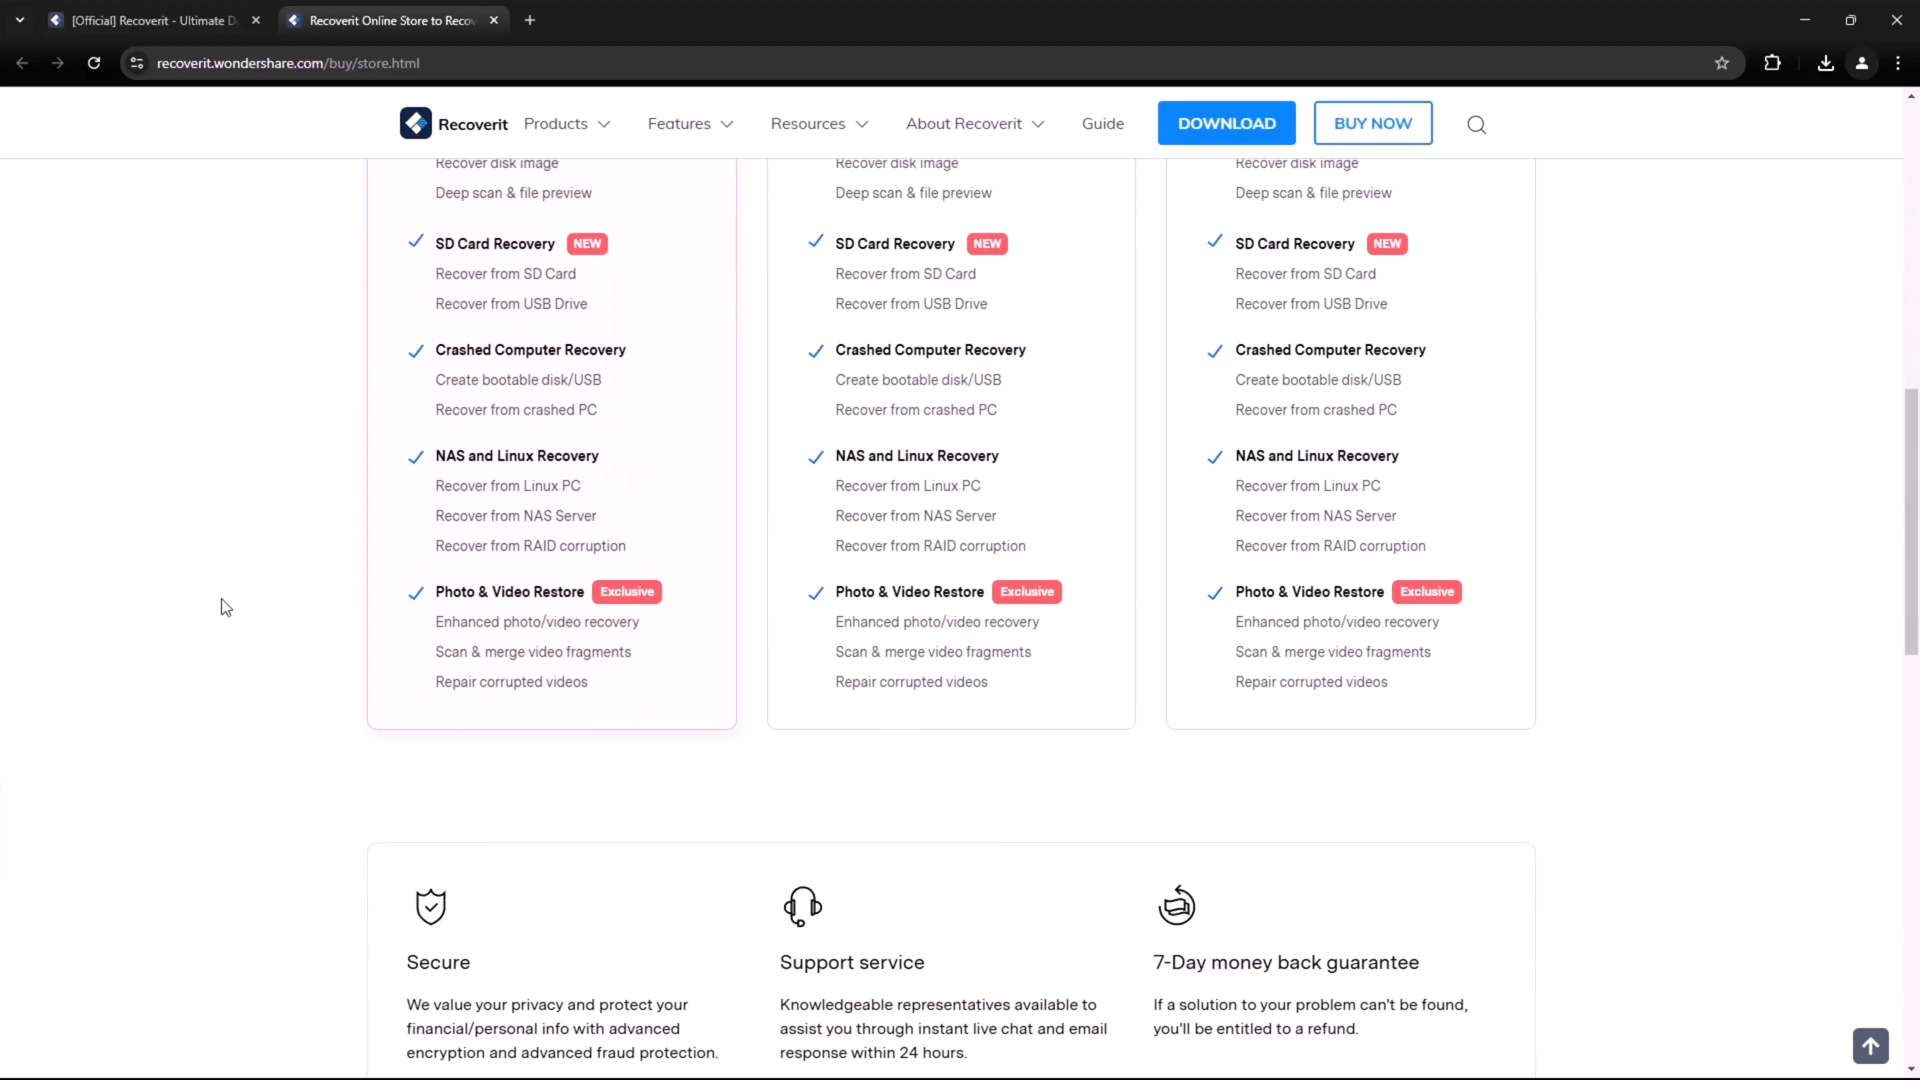 [Official] Recoverit - Ultimate D
Recoverit Online Store to Recov
recoverit.wondershare.com/buy/store.html
Recoverit
Products
Features
Resources
About Recoverit
Guide
DOWNLOAD
BUY NOW
Recover disk image
Deep scan & file preview
SD Card Recovery NEW
Recover from SD Card
Recover from USB Drive
Crashed Computer Recovery
Create bootable disk/USB
Recover from crashed PC
NAS and Linux Recovery
Recover from Linux PC
Recover from NAS Server
Recover from RAID corruption
Photo & Video Restore Exclusive
Enhanced photo/video recovery
Scan & merge video fragments
Repair corrupted videos
Recover disk image
Deep scan & file preview
SD Card Recovery NEW
Recover from SD Card
Recover from USB Drive
Crashed Computer Recovery
Create bootable disk/USB
Recover from crashed PC
NAS and Linux Recovery
Recover from Linux PC
Recover from NAS Server
Recover from RAID corruption
Photo & Video Restore Exclusive
Enhanced photo/video recovery
Scan & merge video fragments
Repair corrupted videos
Recover disk image
Deep scan & file preview
SD Card Recovery NEW
Recover from SD Card
Recover from USB Drive
Crashed Computer Recovery
Create bootable disk/USB
Recover from crashed PC
NAS and Linux Recovery
Recover from Linux PC
Recover from NAS Server
Recover from RAID corruption
Photo & Video Restore Exclusive
Enhanced photo/video recovery
Scan & merge video fragments
Repair corrupted videos
Secure
We value your privacy and protect your
financial/personal info with advanced
encryption and advanced fraud protection.
Support service
Knowledgeable representatives available to
assist you through instant live chat and email
response within 24 hours.
7-Day money back guarantee
If a solution to your problem can't be found,
you'll be entitled to a refund.